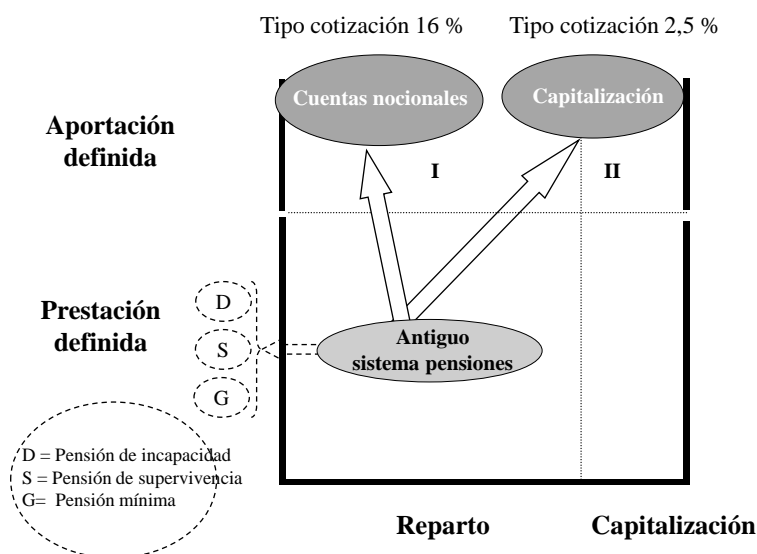 Tipo cotización 16 %
Tipo cotización 2,5 %
Cuentas nocionales
Capitalización
Aportación
definida
I
II
Prestación
definida
D
S
G
Antiguo
sistema pensiones
D = Pensión de incapacidad
S = Pensión de supervivencia
G= Pensión mínima
Reparto
Capitalización